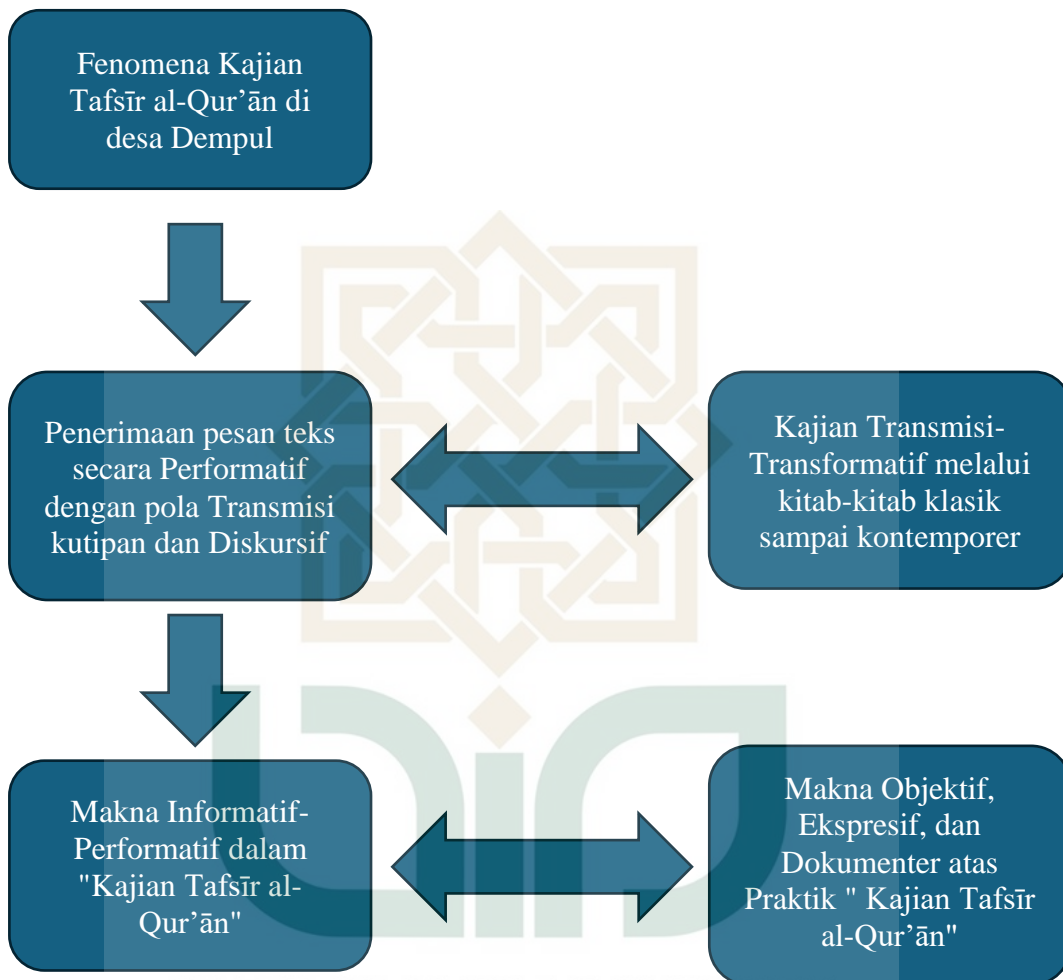 Fenomena Kajian
Tafsīr al-Qur’ān di
desa Dempul
Penerimaan pesan teks
secara Performatif
dengan pola Transmisi
kutipan dan Diskursif
Kajian Transmisi-
Transformatif melalui
kitab-kitab klasik
sampai kontemporer
Makna Informatif-
Performatif dalam
"Kajian Tafsīr al-
Qur’ān"
Makna Objektif,
Ekspresif, dan
Dokumenter atas
Praktik " Kajian Tafsīr
al-Qur’ān"